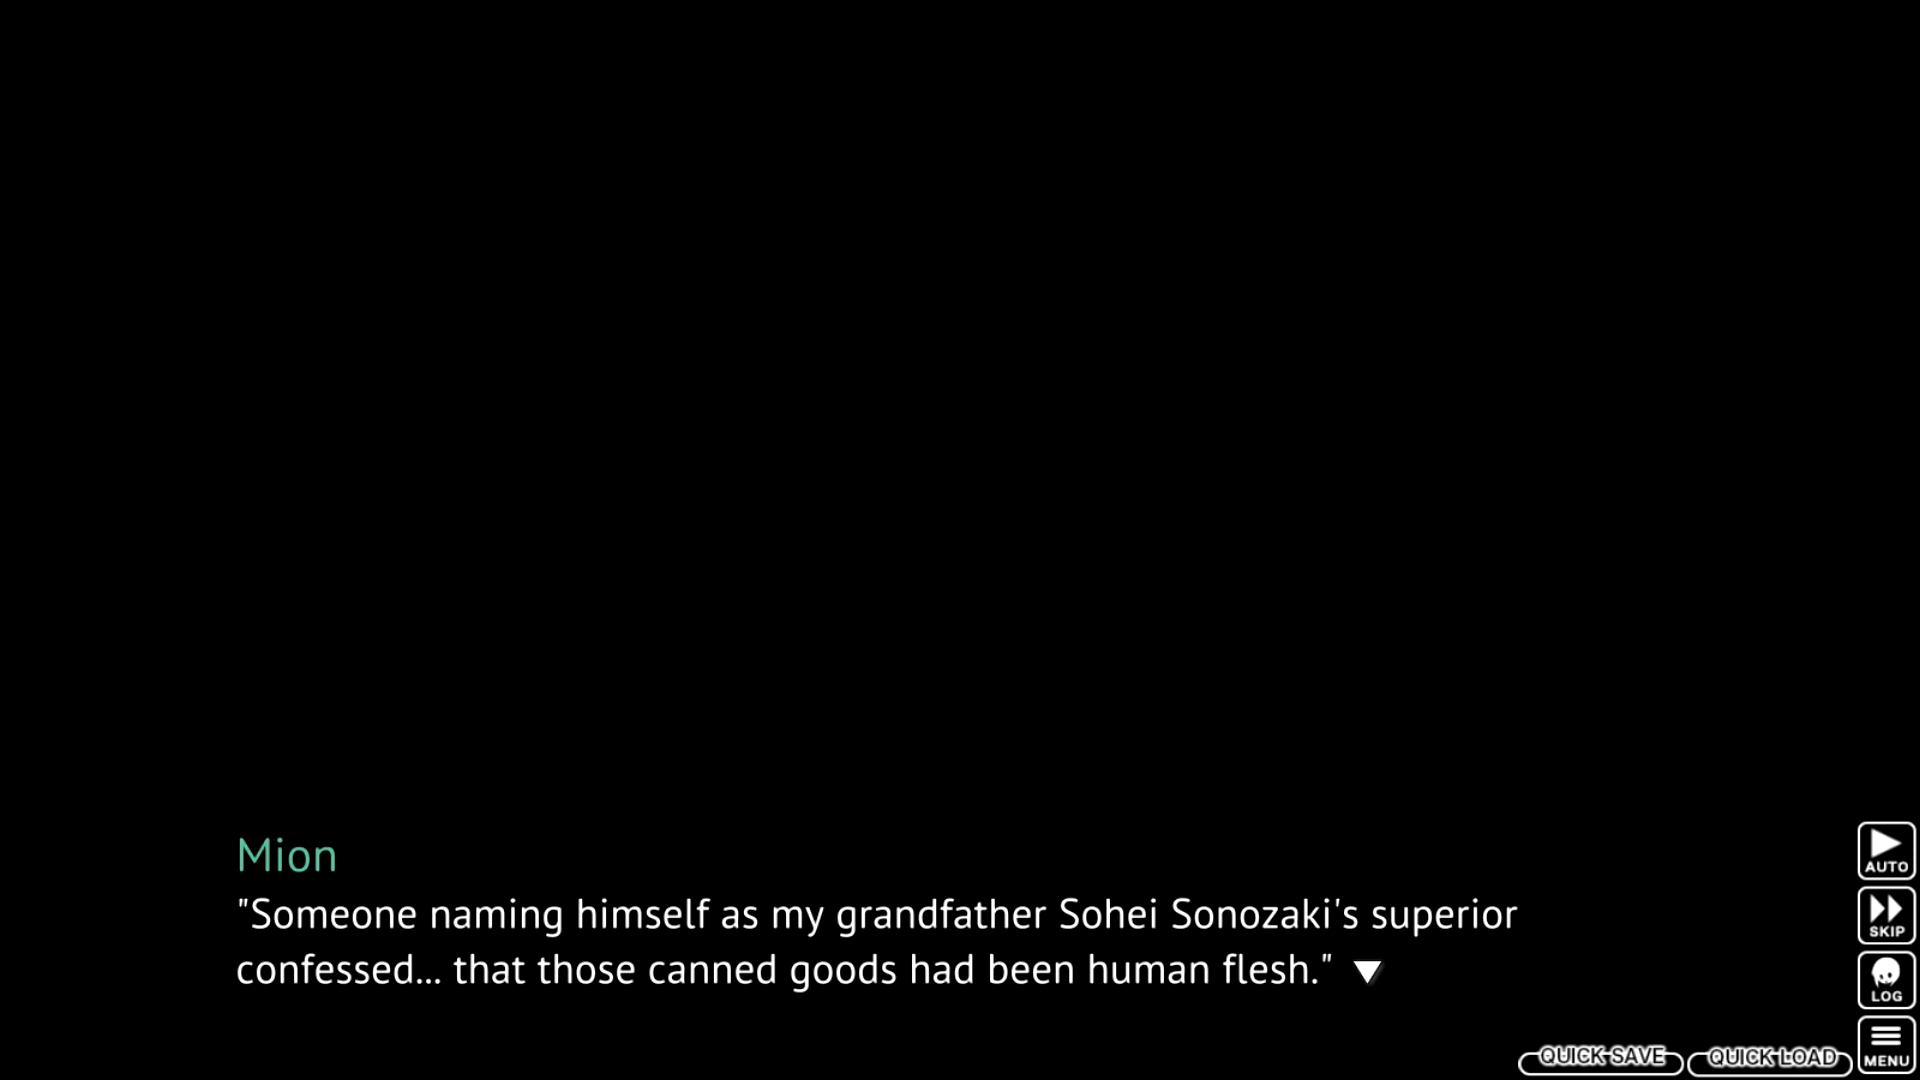 Mion
"Someone naming himself as my grandfather Sohei Sonozaki's superior
confessed... that those canned goods had been human flesh."
AUTO
SKIP
LOG
MENU
QUICK SAVE
QUICK LOAD